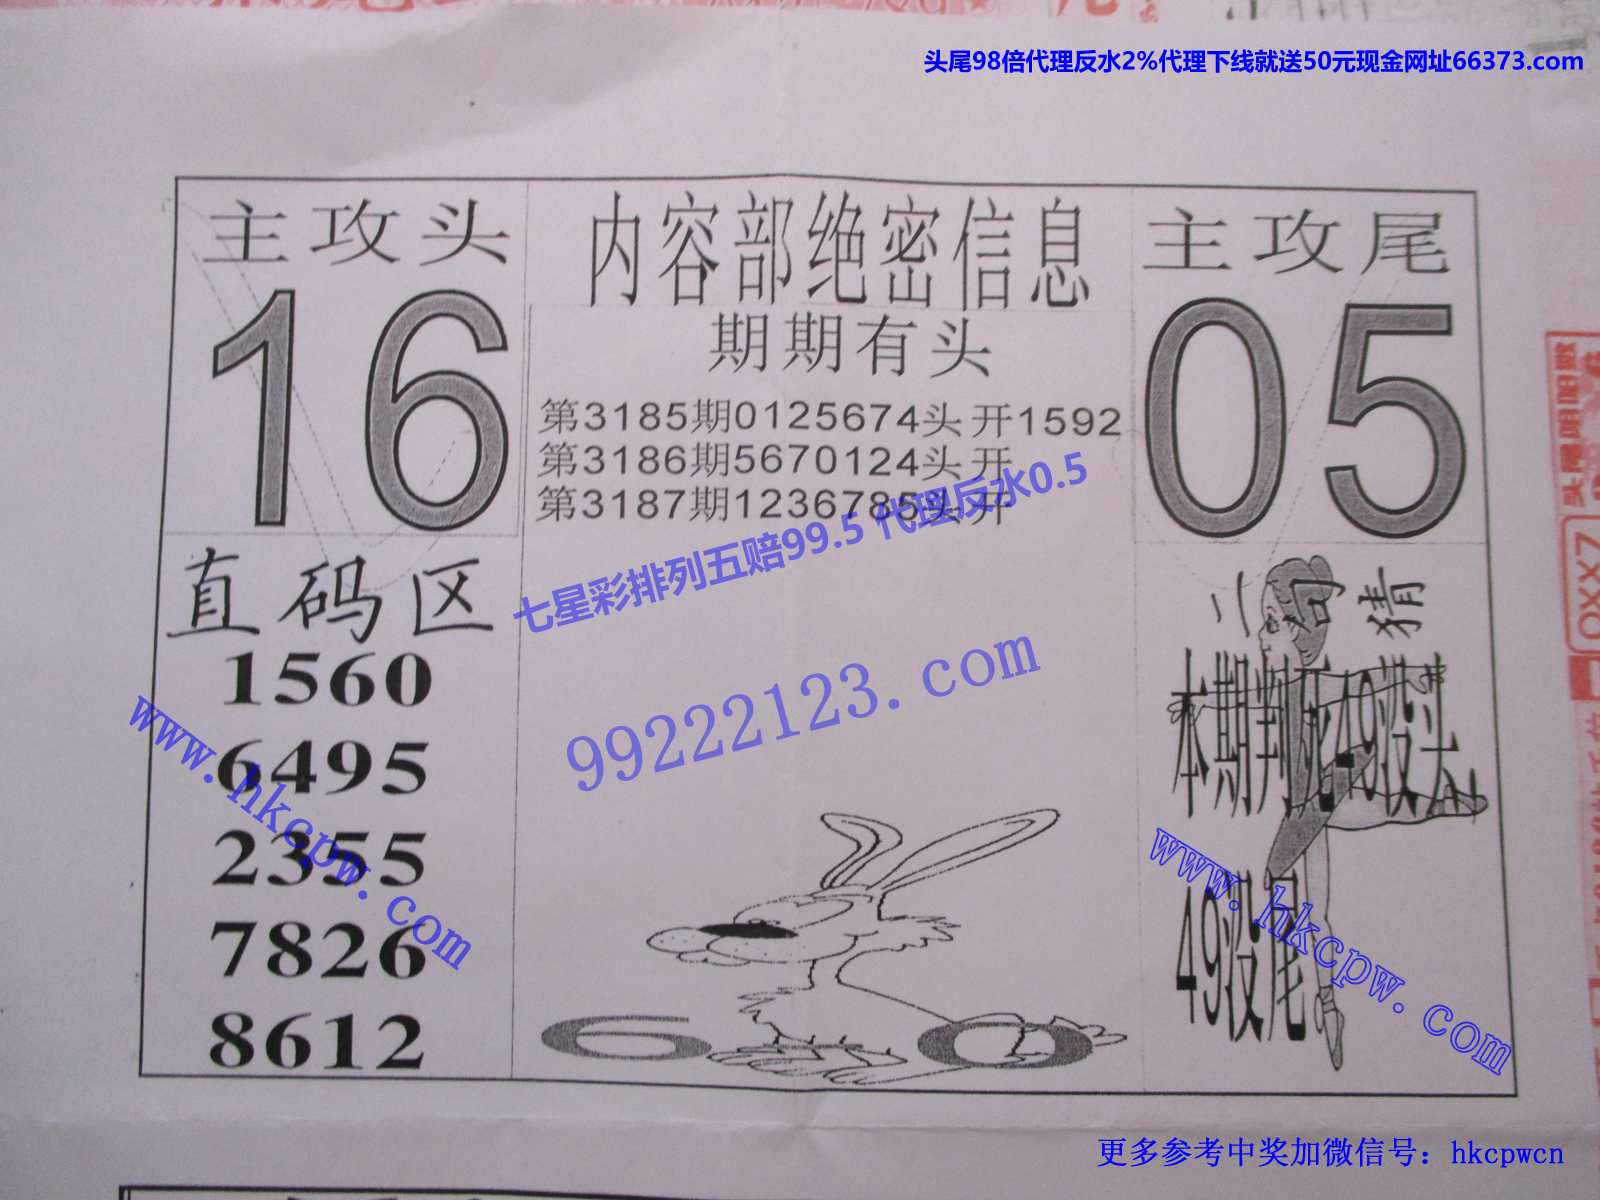 头尾98倍代理反水2%代理下线就送50元现金网址66373.com
主攻头
16
内容部绝密信息
期期有头
第3185期0125674头开1592
第3186期5670124头开
第3187期1236785头开
主攻尾
05
七星彩排列五赔99.5 代理反水0.5
99222123.com
直码区
1560
6495
2355
7826
8612
www.hkcpw.com
二句猜
本期判死49没头
49没尾
www.hkcpw.com
6 0
头尾
0XX7
更多参考中奖加微信号：hkcpwcn